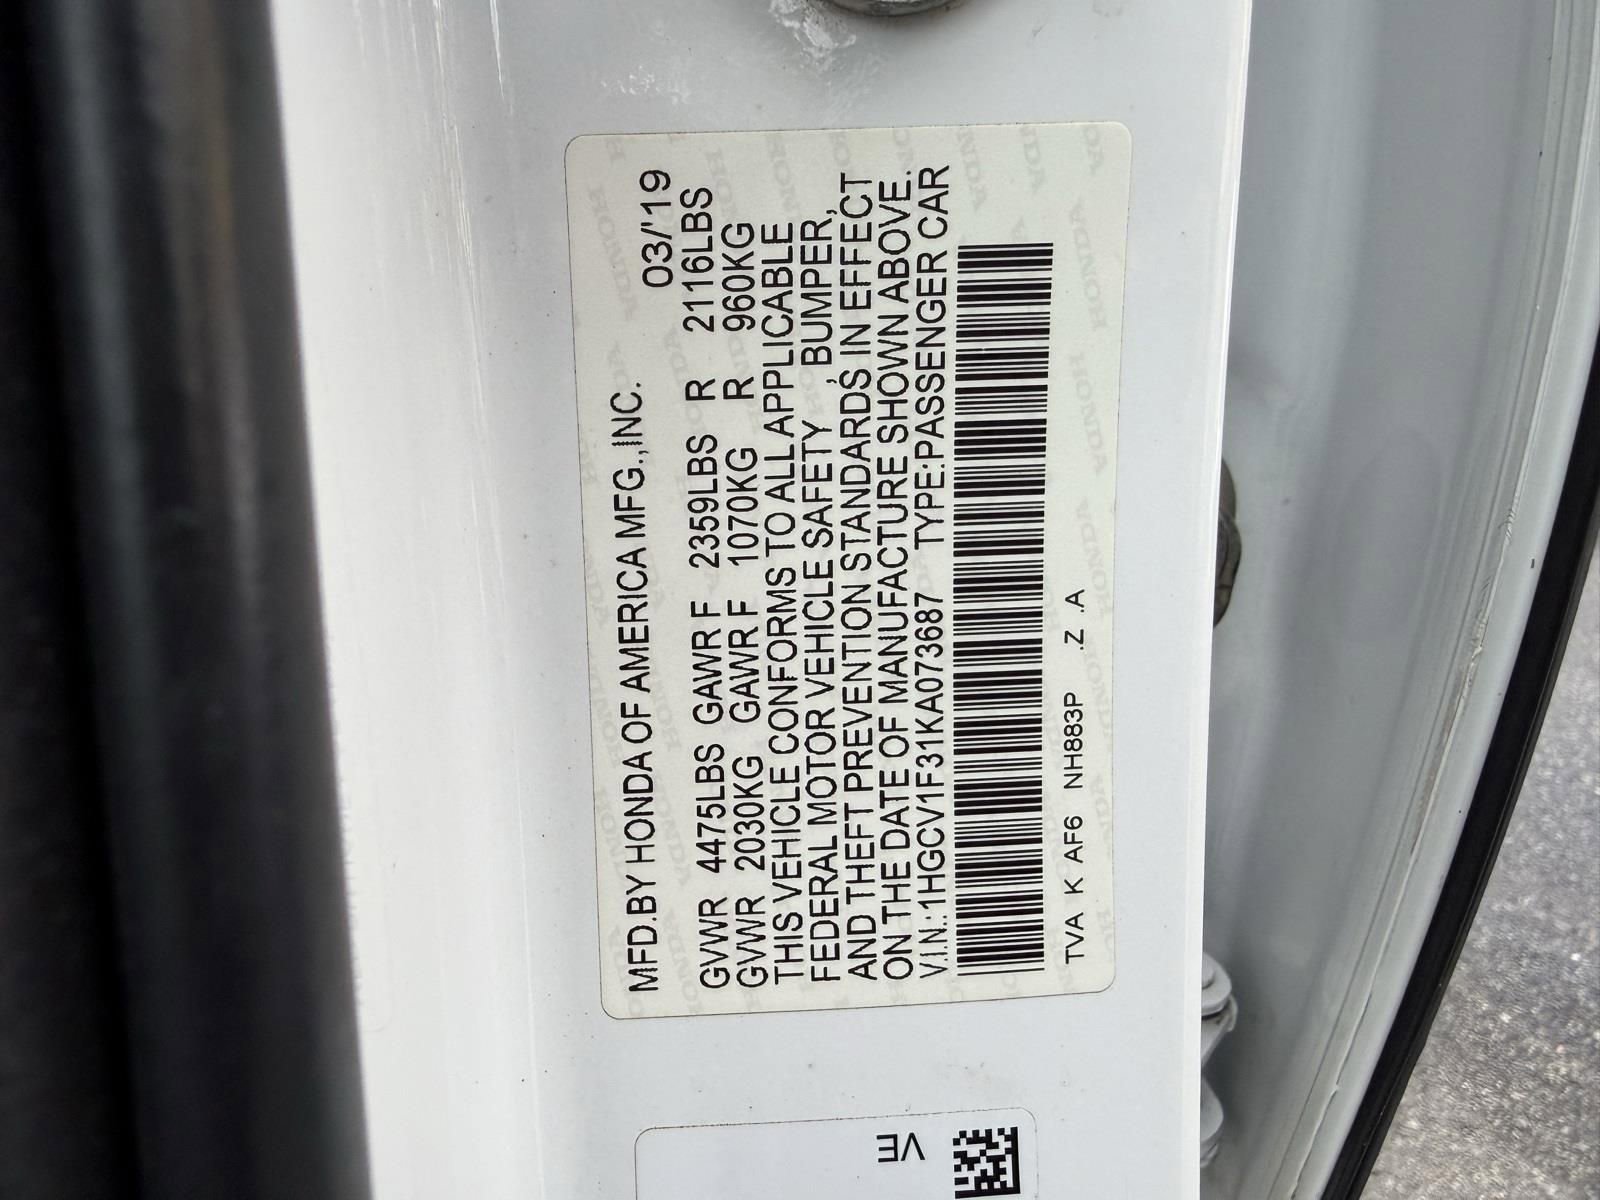 MFD.BY HONDA OF AMERICA MFG.,INC. 03/'19
GVWR 4475LBS GAWR F 2359LBS R 2116LBS
GVWR 2030KG GAWR F 1070KG R 960KG
THIS VEHICLE CONFORMS TO ALL APPLICABLE
FEDERAL MOTOR VEHICLE SAFETY , BUMPER,
AND THEFT PREVENTION STANDARDS IN EFFECT
ON THE DATE OF MANUFACTURE SHOWN ABOVE.
V.I.N.:1HGCV1F31KA073687 TYPE:PASSENGER CAR
TVA K AF6 NH883P .Z .A
VE